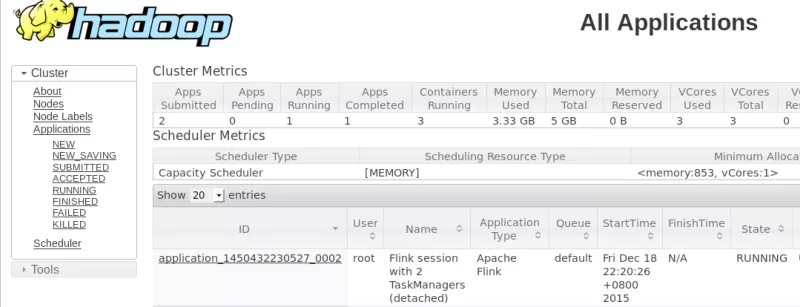 hadoop
All Applications
Cluster
About
Nodes
Node Labels
Applications
NEW
NEW_SAVING
SUBMITTED
ACCEPTED
RUNNING
FINISHED
FAILED
KILLED
Scheduler
Tools
Cluster Metrics
Apps Submitted Apps Pending Apps Running Apps Completed Containers Running Memory Used Memory Total Memory Reserved VCores Used VCores Total
2 0 1 1 3 3.33 GB 5 GB 0 B 3 3 0
Scheduler Metrics
Scheduler Type Scheduling Resource Type Minimum
Capacity Scheduler [MEMORY] <memory:853, vCores:1>
Show 20 entries
ID User Name Application Type Queue StartTime FinishTime State
application_1450432230527_0002 root Flink session with 2 TaskManagers (detached) Apache Flink default Fri Dec 18 22:20:26 +0800 2015 N/A RUNNING